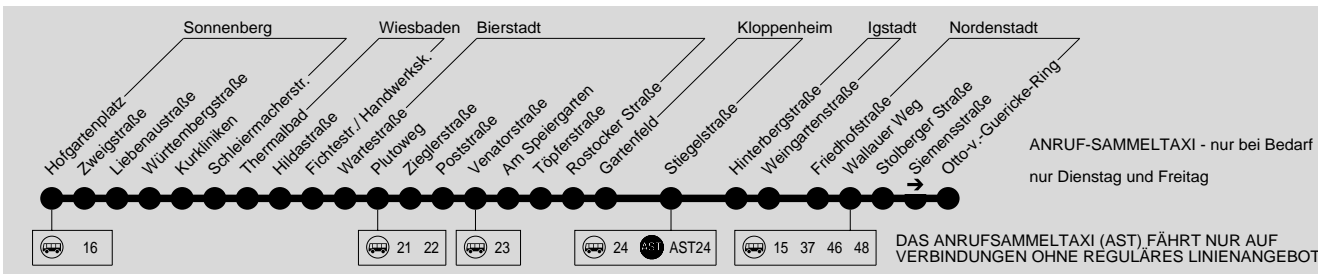 Sonnenberg Wiesbaden Bierstadt Kloppenheim Igstadt Nordenstadt
Hofgartenplatz
Zweigstraße
Liebenaustraße
Württembergstraße
Kurkliniken
Schleiermacherstr.
Thermalbad
Hildastraße
Fichtestr./ Handwerksk.
Wartestraße
Plutoweg
Zieglerstraße
Poststraße
Venatorstraße
Am Speiergarten
Töpferstraße
Rostocker Straße
Gartenfeld
Stiegelstraße
Hinterbergstraße
Weingartenstraße
Friedhofstraße
Wallauer Weg
Stolberger Straße
Siemensstraße
Otto-v.-Guericke-Ring
ANRUF-SAMMELTAXI - nur bei Bedarf
nur Dienstag und Freitag
16
21 22
23
24 AST AST24
15 37 46 48
DAS ANRUFSAMMELTAXI (AST) FÄHRT NUR AUF
VERBINDUNGEN OHNE REGULÄRES LINIENANGEBOT